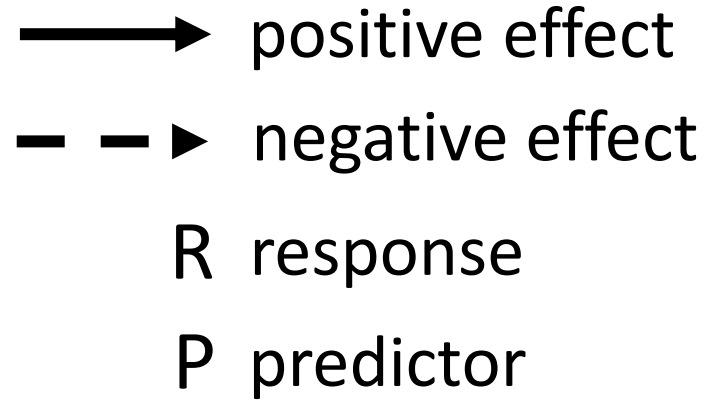 positive effect
negative effect
R response
P predictor